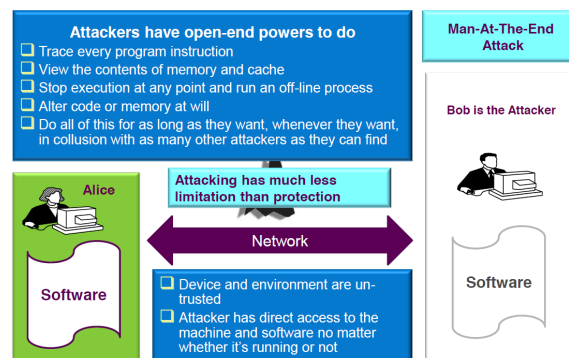 Attackers have open-end powers to do
Trace every program instruction
View the contents of memory and cache
Stop execution at any point and run an off-line process
Alter code or memory at will
Do all of this for as long as they want, whenever they want,
in collusion with as many other attackers as they can find
Man-At-The-End
Attack
Bob is the Attacker
Alice
Attacking has much less
limitation than protection
Network
Software
Software
Device and environment are un-
trusted
Attacker has direct access to the
machine and software no matter
whether it's running or not